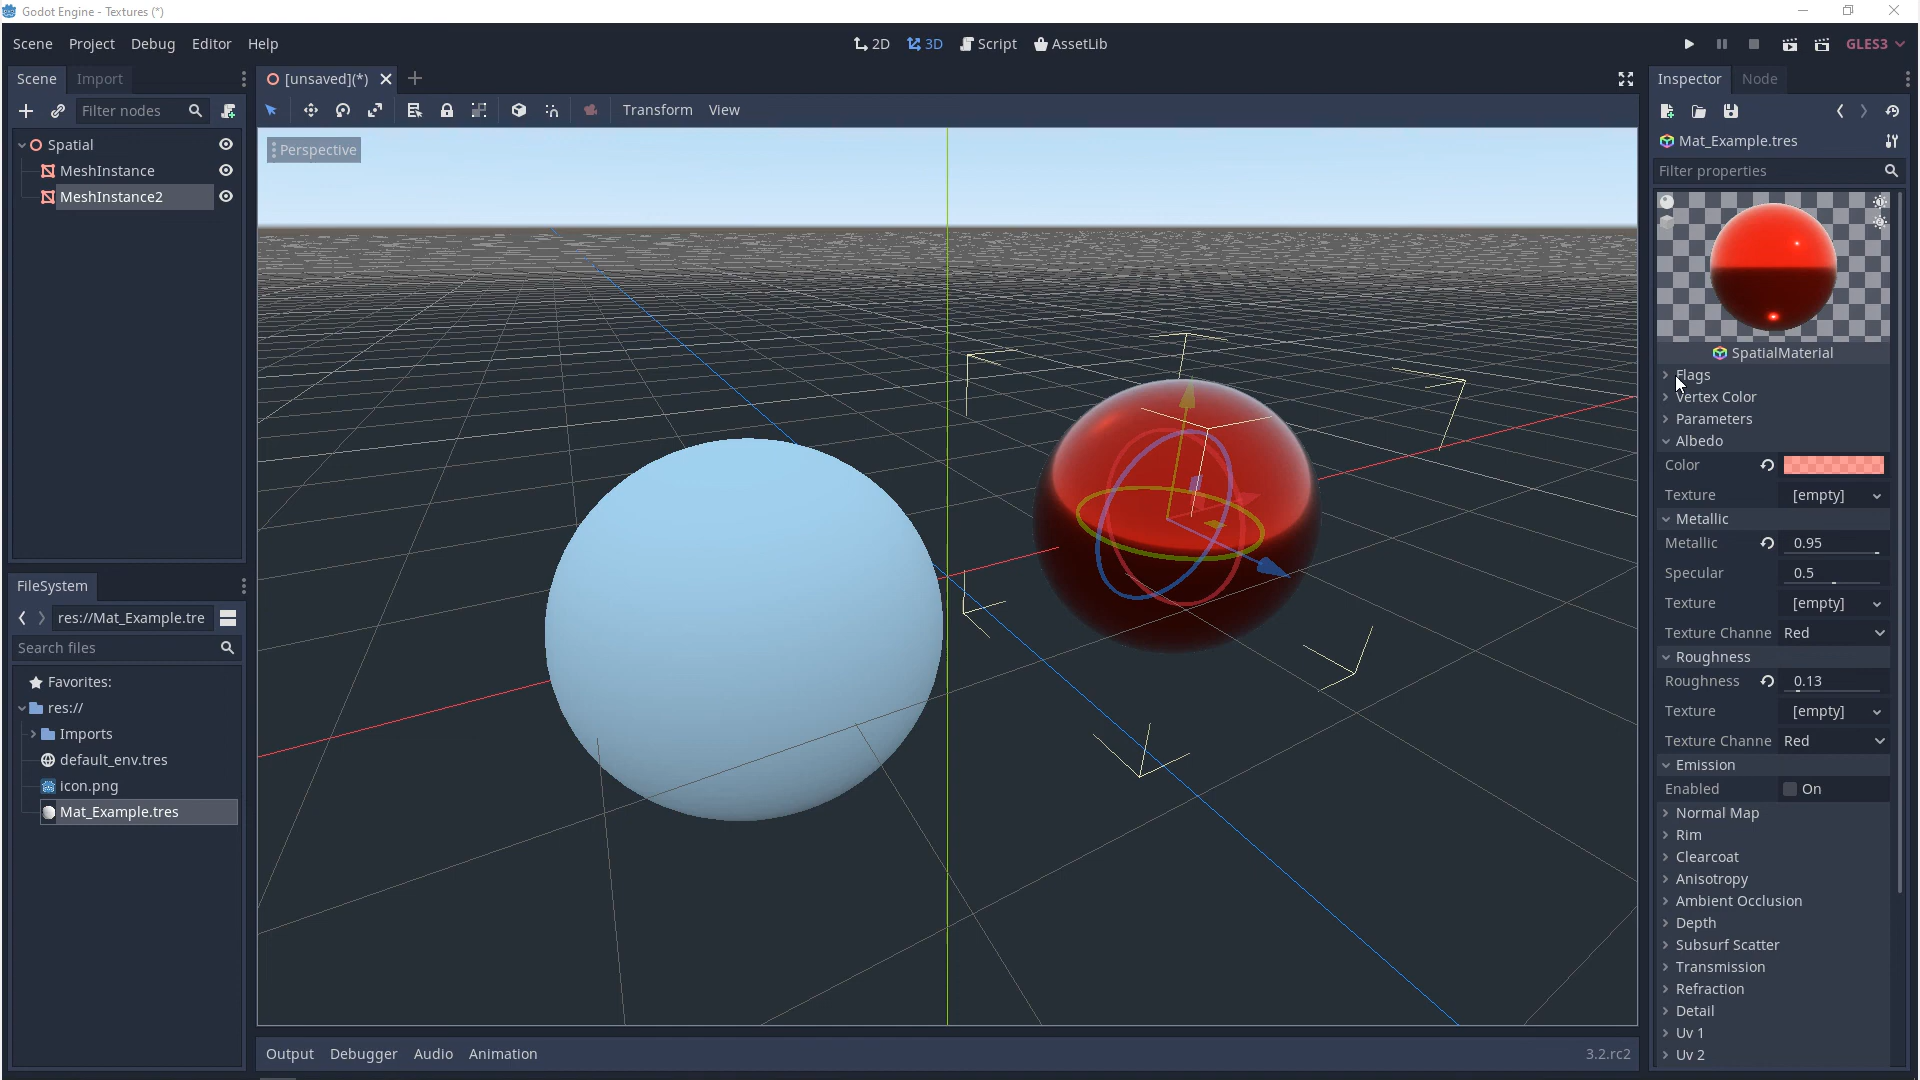 Godot Engine - Textures (*)
Scene Project Debug Editor Help
2D 3D Script AssetLib
GLES3
Scene Import
Filter nodes
Spatial
MeshInstance
MeshInstance2
FileSystem
res://Mat_Example.tre
Search files
Favorites:
res://
Imports
default_env.tres
icon.png
Mat_Example.tres
[unsaved](*)
Transform View
Perspective
Output Debugger Audio Animation
3.2.rc2
Inspector Node
Mat_Example.tres
Filter properties
SpatialMaterial
Flags
Vertex Color
Parameters
Albedo
Color
Texture [empty]
Metallic
Metallic 0.95
Specular 0.5
Texture [empty]
Texture Channe Red
Roughness
Roughness 0.13
Texture [empty]
Texture Channe Red
Emission
Enabled On
Normal Map
Rim
Clearcoat
Anisotropy
Ambient Occlusion
Depth
Subsurf Scatter
Transmission
Refraction
Detail
Uv 1
Uv 2